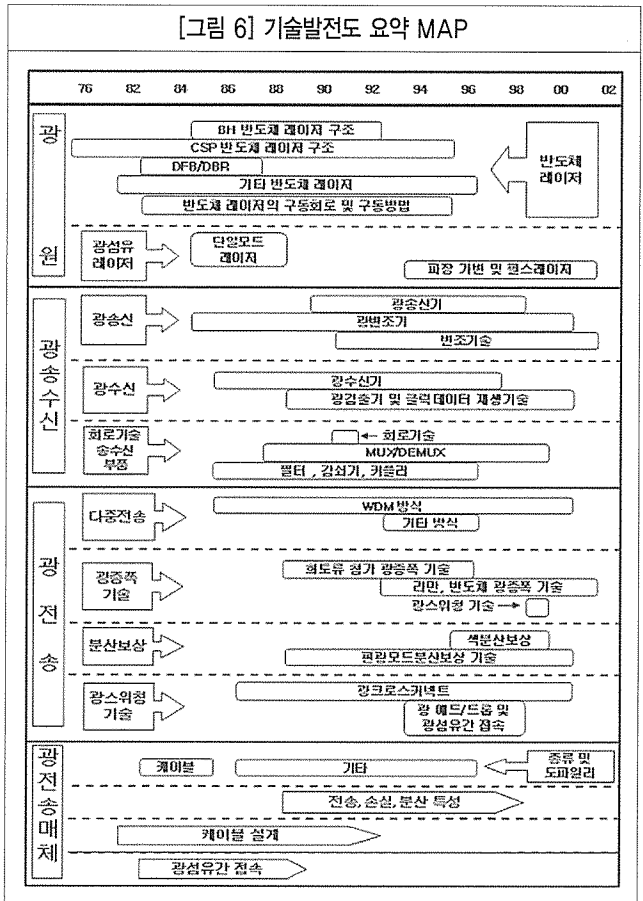 [그림 6] 기술발전도 요약 MAP
76 82 84 86 88 90 92 94 96 98 00 02
광원
BH 반도체 레이저 구조
CSP 반도체 레이저 구조
DFB/DBR
기타 반도체 레이저
반도체 레이저의 구동회로 및 구동방법
반도체
레이저
광섬유
레이저
단일모드
레이저
파장 가변 및 펄스레이저
광송수신
광송신
광송신기
광변조기
변조기술
광수신
광수신기
광검출기 및 클럭데이터 재생기술
회로기술
송수신
부품
회로기술
MUX/DEMUX
필터, 감쇠기, 커플러
광전송
다중전송
WDM 방식
기타 방식
광증폭
기술
희토류 첨가 광증폭 기술
라만, 반도체 광증폭 기술
광스위칭 기술
분산보상
색분산보상
편광모드분산보상 기술
광스위칭
기술
광크로스커넥트
광 애드/드롭 및
광섬유간 접속
광전송매체
케이블
기타
종류 및
프로파일러
전송, 손실, 분산 특성
케이블 설계
광섬유간 접속